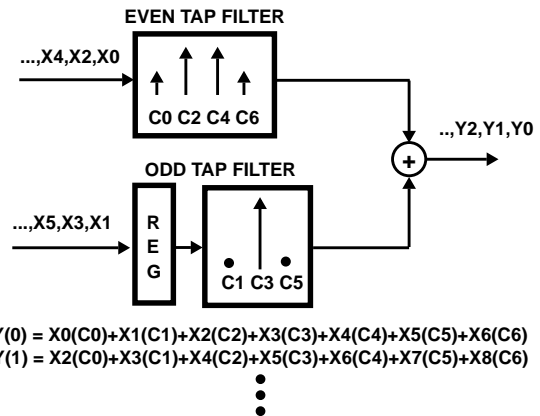 EVEN TAP FILTER
...,X4,X2,X0
C0 C2 C4 C6
..,Y2,Y1,Y0
+
ODD TAP FILTER
...,X5,X3,X1
R
E
G
C1 C3 C5
Y(0) = X0(C0)+X1(C1)+X2(C2)+X3(C3)+X4(C4)+X5(C5)+X6(C6)
Y(1) = X2(C0)+X3(C1)+X4(C2)+X5(C3)+X6(C4)+X7(C5)+X8(C6)